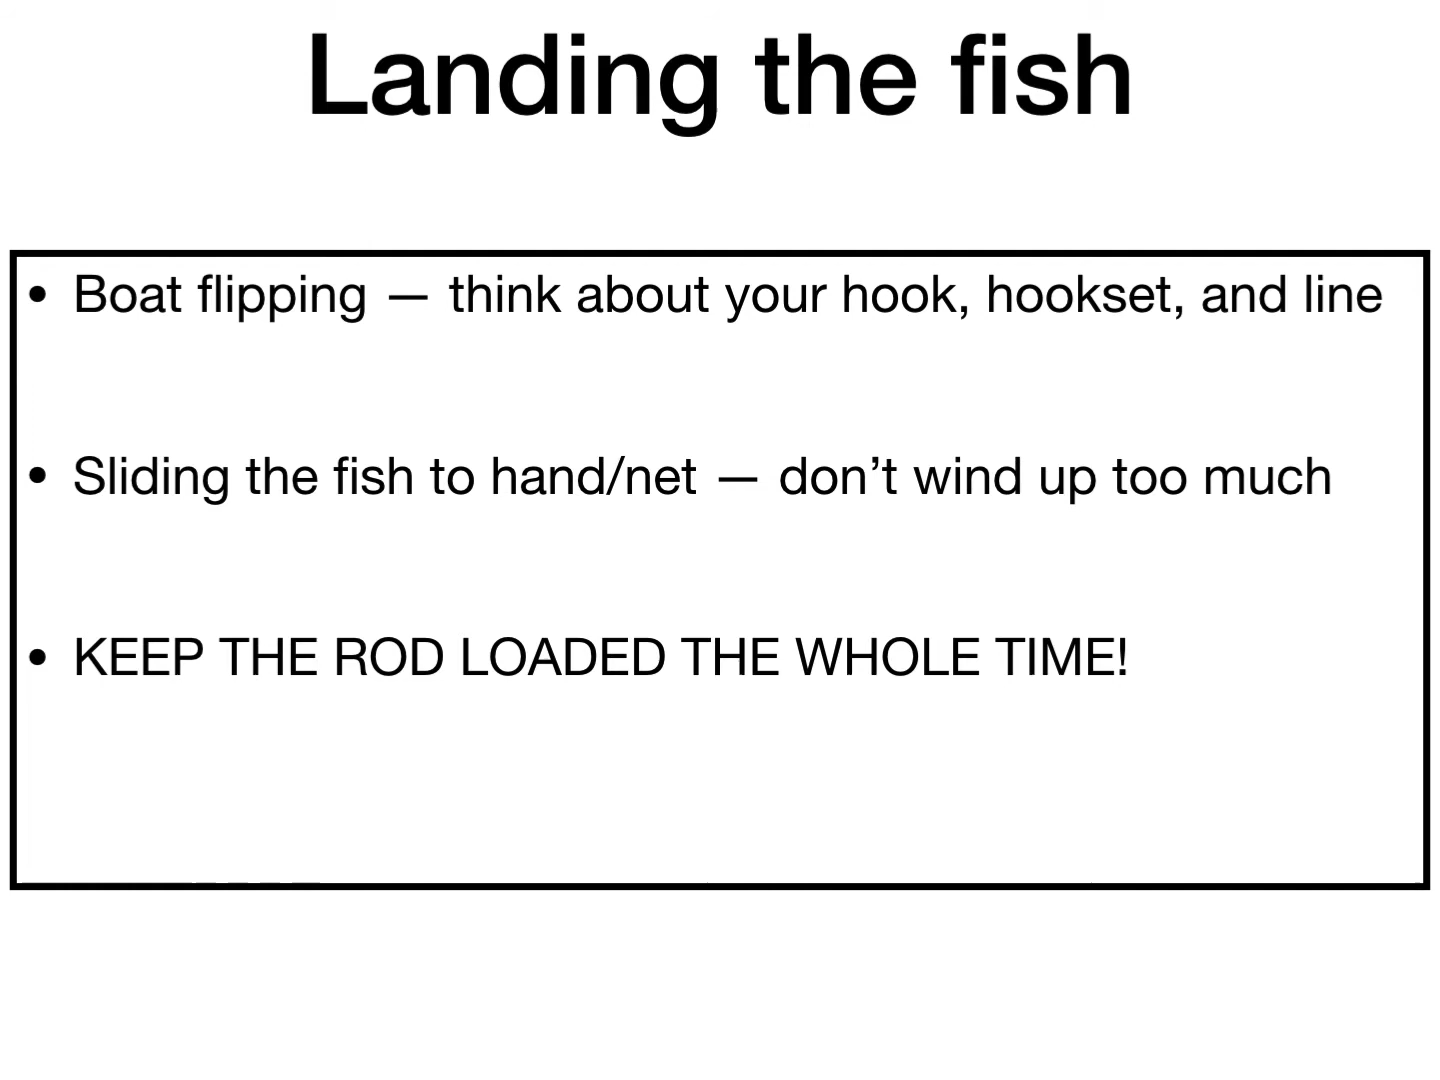 Landing the fish
• Boat flipping — think about your hook, hookset, and line
• Sliding the fish to hand/net — don’t wind up too much
• KEEP THE ROD LOADED THE WHOLE TIME!